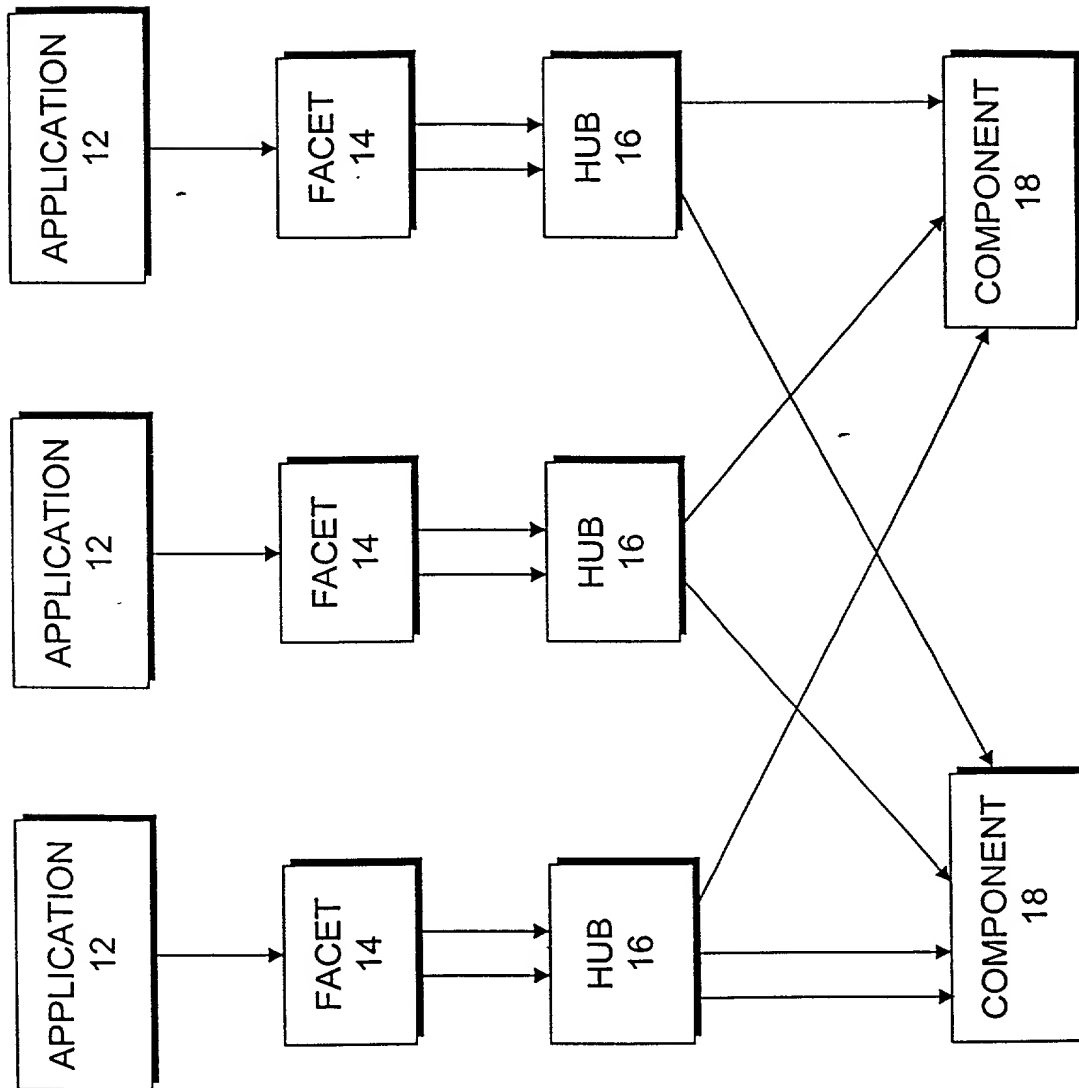 APPLICATION
12
APPLICATION
12
APPLICATION
12
FACET
14
FACET
14
FACET
14
HUB
16
HUB
16
HUB
16
COMPONENT
18
COMPONENT
18